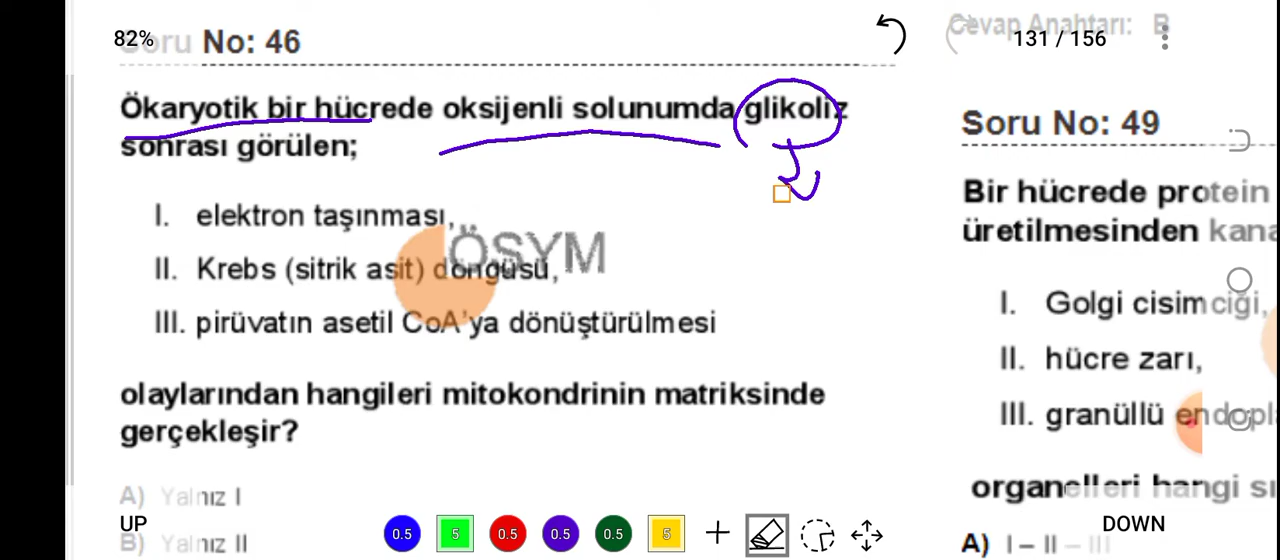 82%
Soru No: 46
Ökaryotik bir hücrede oksijenli solunumda glikoliz
sonrası görülen;
I. elektron taşınması,
II. Krebs (sitrik asit) döngüsü,
III. pirüvatın asetil CoA'ya dönüştürülmesi
ÖSYM
olaylarından hangileri mitokondrinin matriksinde
gerçekleşir?
A) Yalnız I
B) Yalnız II
UP
0.5 5 0.5 0.5 0.5 5
Cevap Anahtarı: B
131 / 156
Soru No: 49
Bir hücrede protein
üretilmesinden
I. Golgi cisimciği,
II. hücre zarı,
III. granüllü
organelleri hangi
DOWN
A) I – II – III